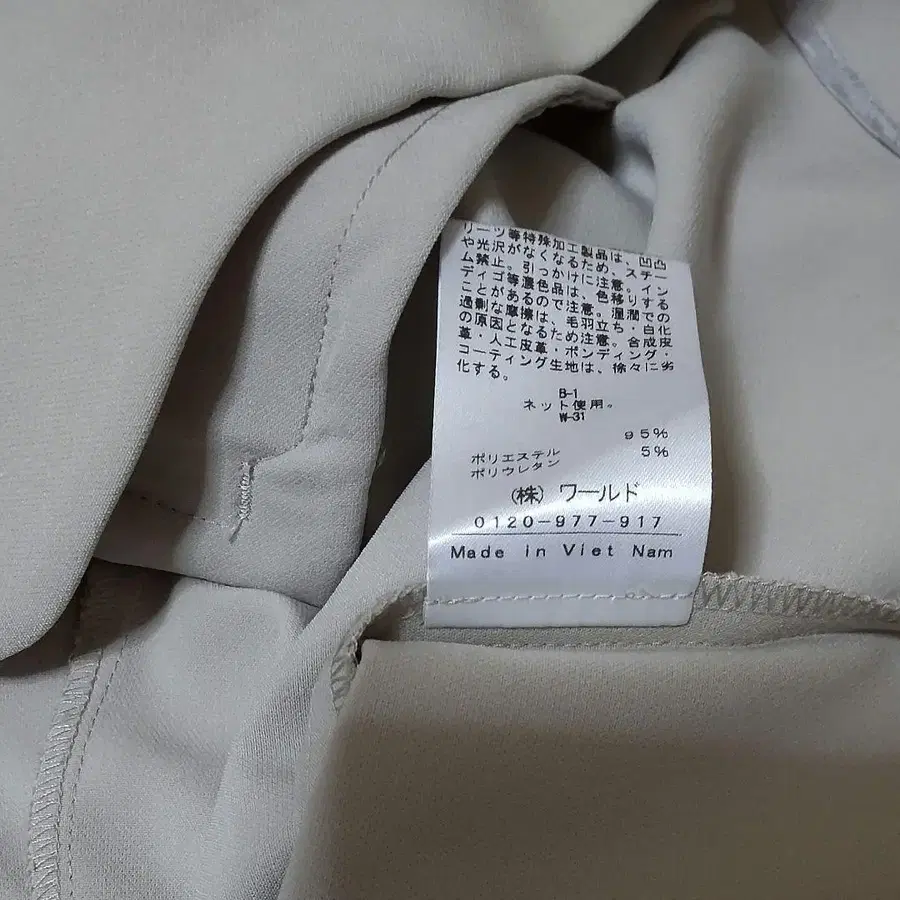 リーツ等特殊加工製品は、凹凸
や光沢がなくなるため、スチー
ム禁止。引っかけに注意。イン
ディゴ等濃色品は、色移りする
ことがあるので注意。湿潤での
過剰な摩擦は、毛羽立ち・白化
の原因となるため注意。合成皮
革・人工皮革・ボンディング・
コーティング生地は、徐々に劣
化する。
B-1
ネット使用。
W-31
95%
ポリエステル 5%
ポリウレタン
(株) ワールド
0120-977-917
Made in Viet Nam